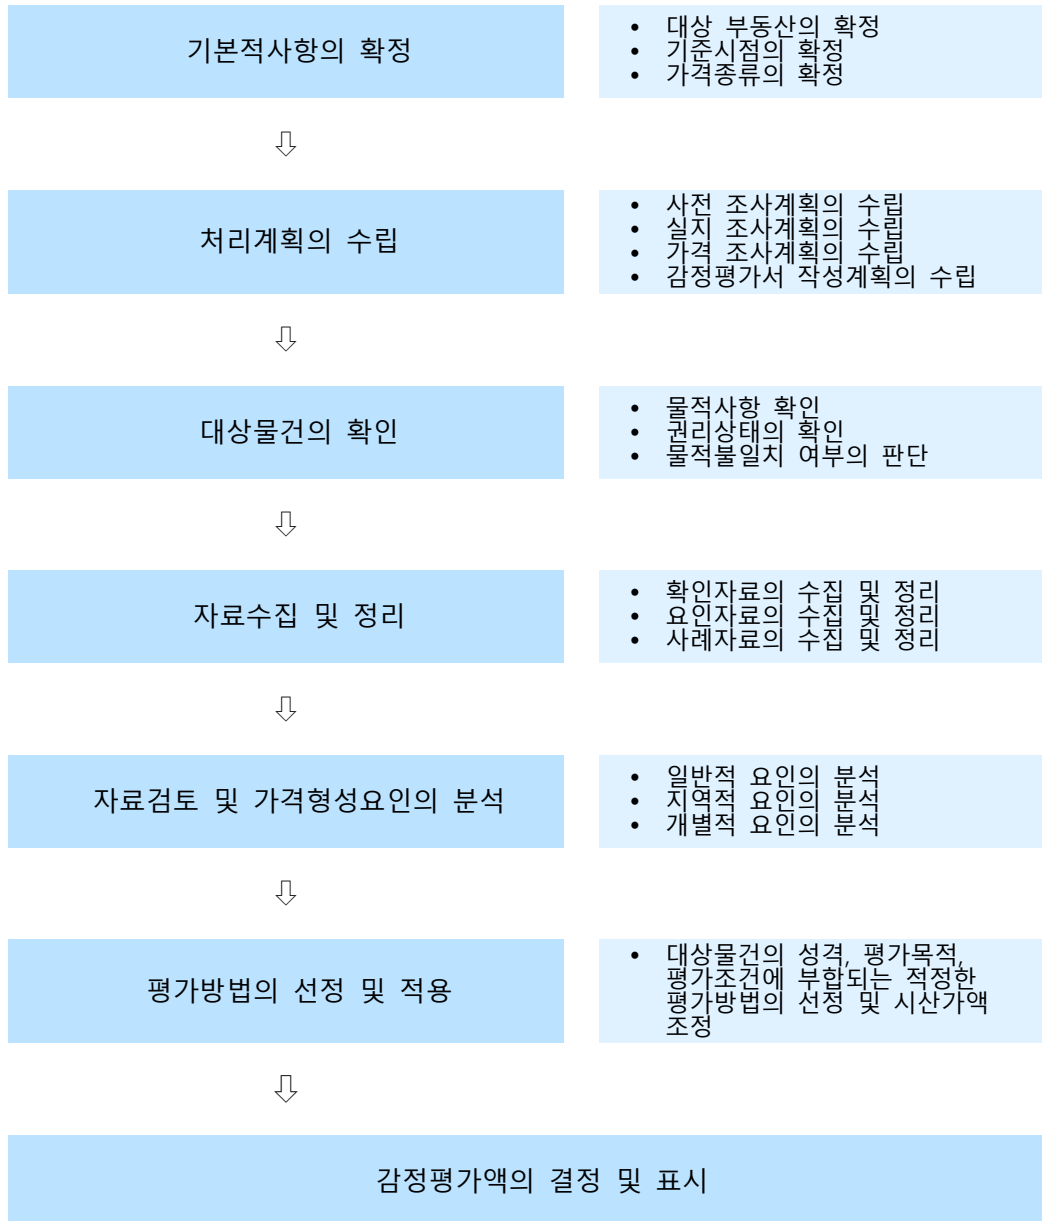 기본적사항의 확정
• 대상 부동산의 확정
• 기준시점의 확정
• 가격종류의 확정
⇩
처리계획의 수립
• 사전 조사계획의 수립
• 실지 조사계획의 수립
• 가격 조사계획의 수립
• 감정평가서 작성계획의 수립
⇩
대상물건의 확인
• 물적사항 확인
• 권리상태의 확인
• 물적불일치 여부의 판단
⇩
자료수집 및 정리
• 확인자료의 수집 및 정리
• 요인자료의 수집 및 정리
• 사례자료의 수집 및 정리
⇩
자료검토 및 가격형성요인의 분석
• 일반적 요인의 분석
• 지역적 요인의 분석
• 개별적 요인의 분석
⇩
평가방법의 선정 및 적용
• 대상물건의 성격, 평가목적,
평가조건에 부합되는 적정한
평가방법의 선정 및 시산가액
조정
⇩
감정평가액의 결정 및 표시